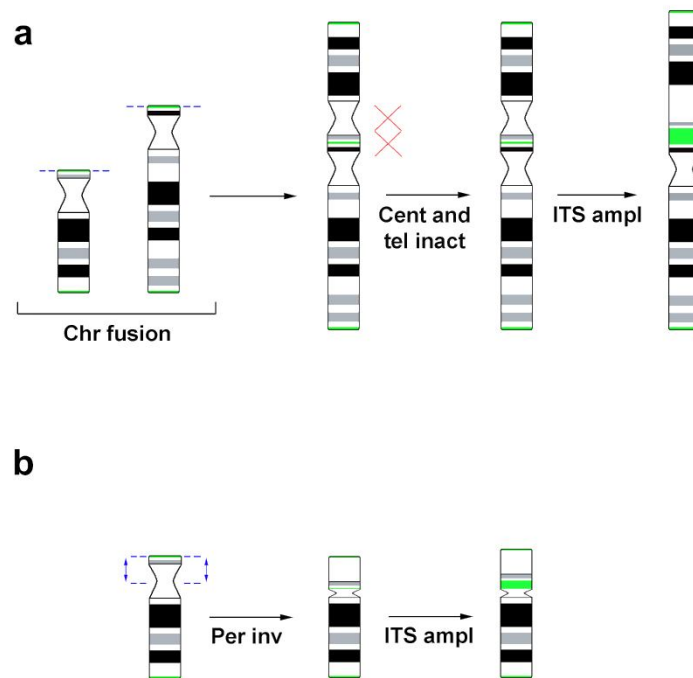 a
Cent and
tel inact
ITS ampl
Chr fusion
b
Per inv
ITS ampl